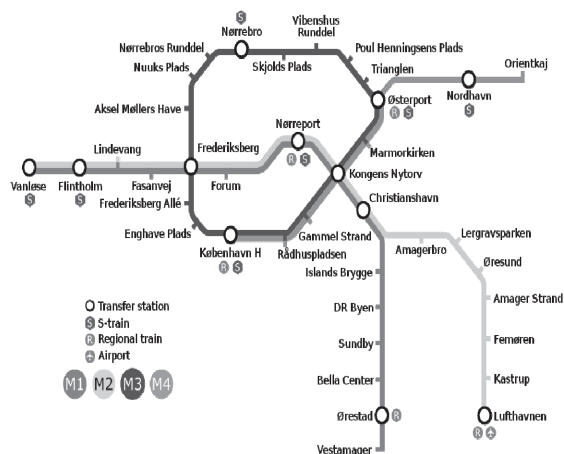 S
Nørrebro
Vibenshus
Runddel
Nørrebros Runddel
Poul Henningsens Plads
Nuuks Plads
Skjolds Plads
Trianglen
Orientkaj
Aksel Møllers Have
Østerport
R S
Nordhavn
S
Nørreport
R S
Lindevang
Frederiksberg
Marmorkirken
Kongens Nytorv
Vanløse
S
Flintholm
S
Fasanvej
Forum
Christianshavn
Frederiksberg Allé
Enghave Plads
København H
R S
Gammel Strand
Rådhuspladsen
Lergravsparken
Amagerbro
Øresund
Islands Brygge
Amager Strand
DR Byen
Sundby
Femøren
Bella Center
Kastrup
Ørestad
R
Lufthavnen
R
Vestamager
Transfer station
S S-train
R Regional train
Airport
M1 M2 M3 M4